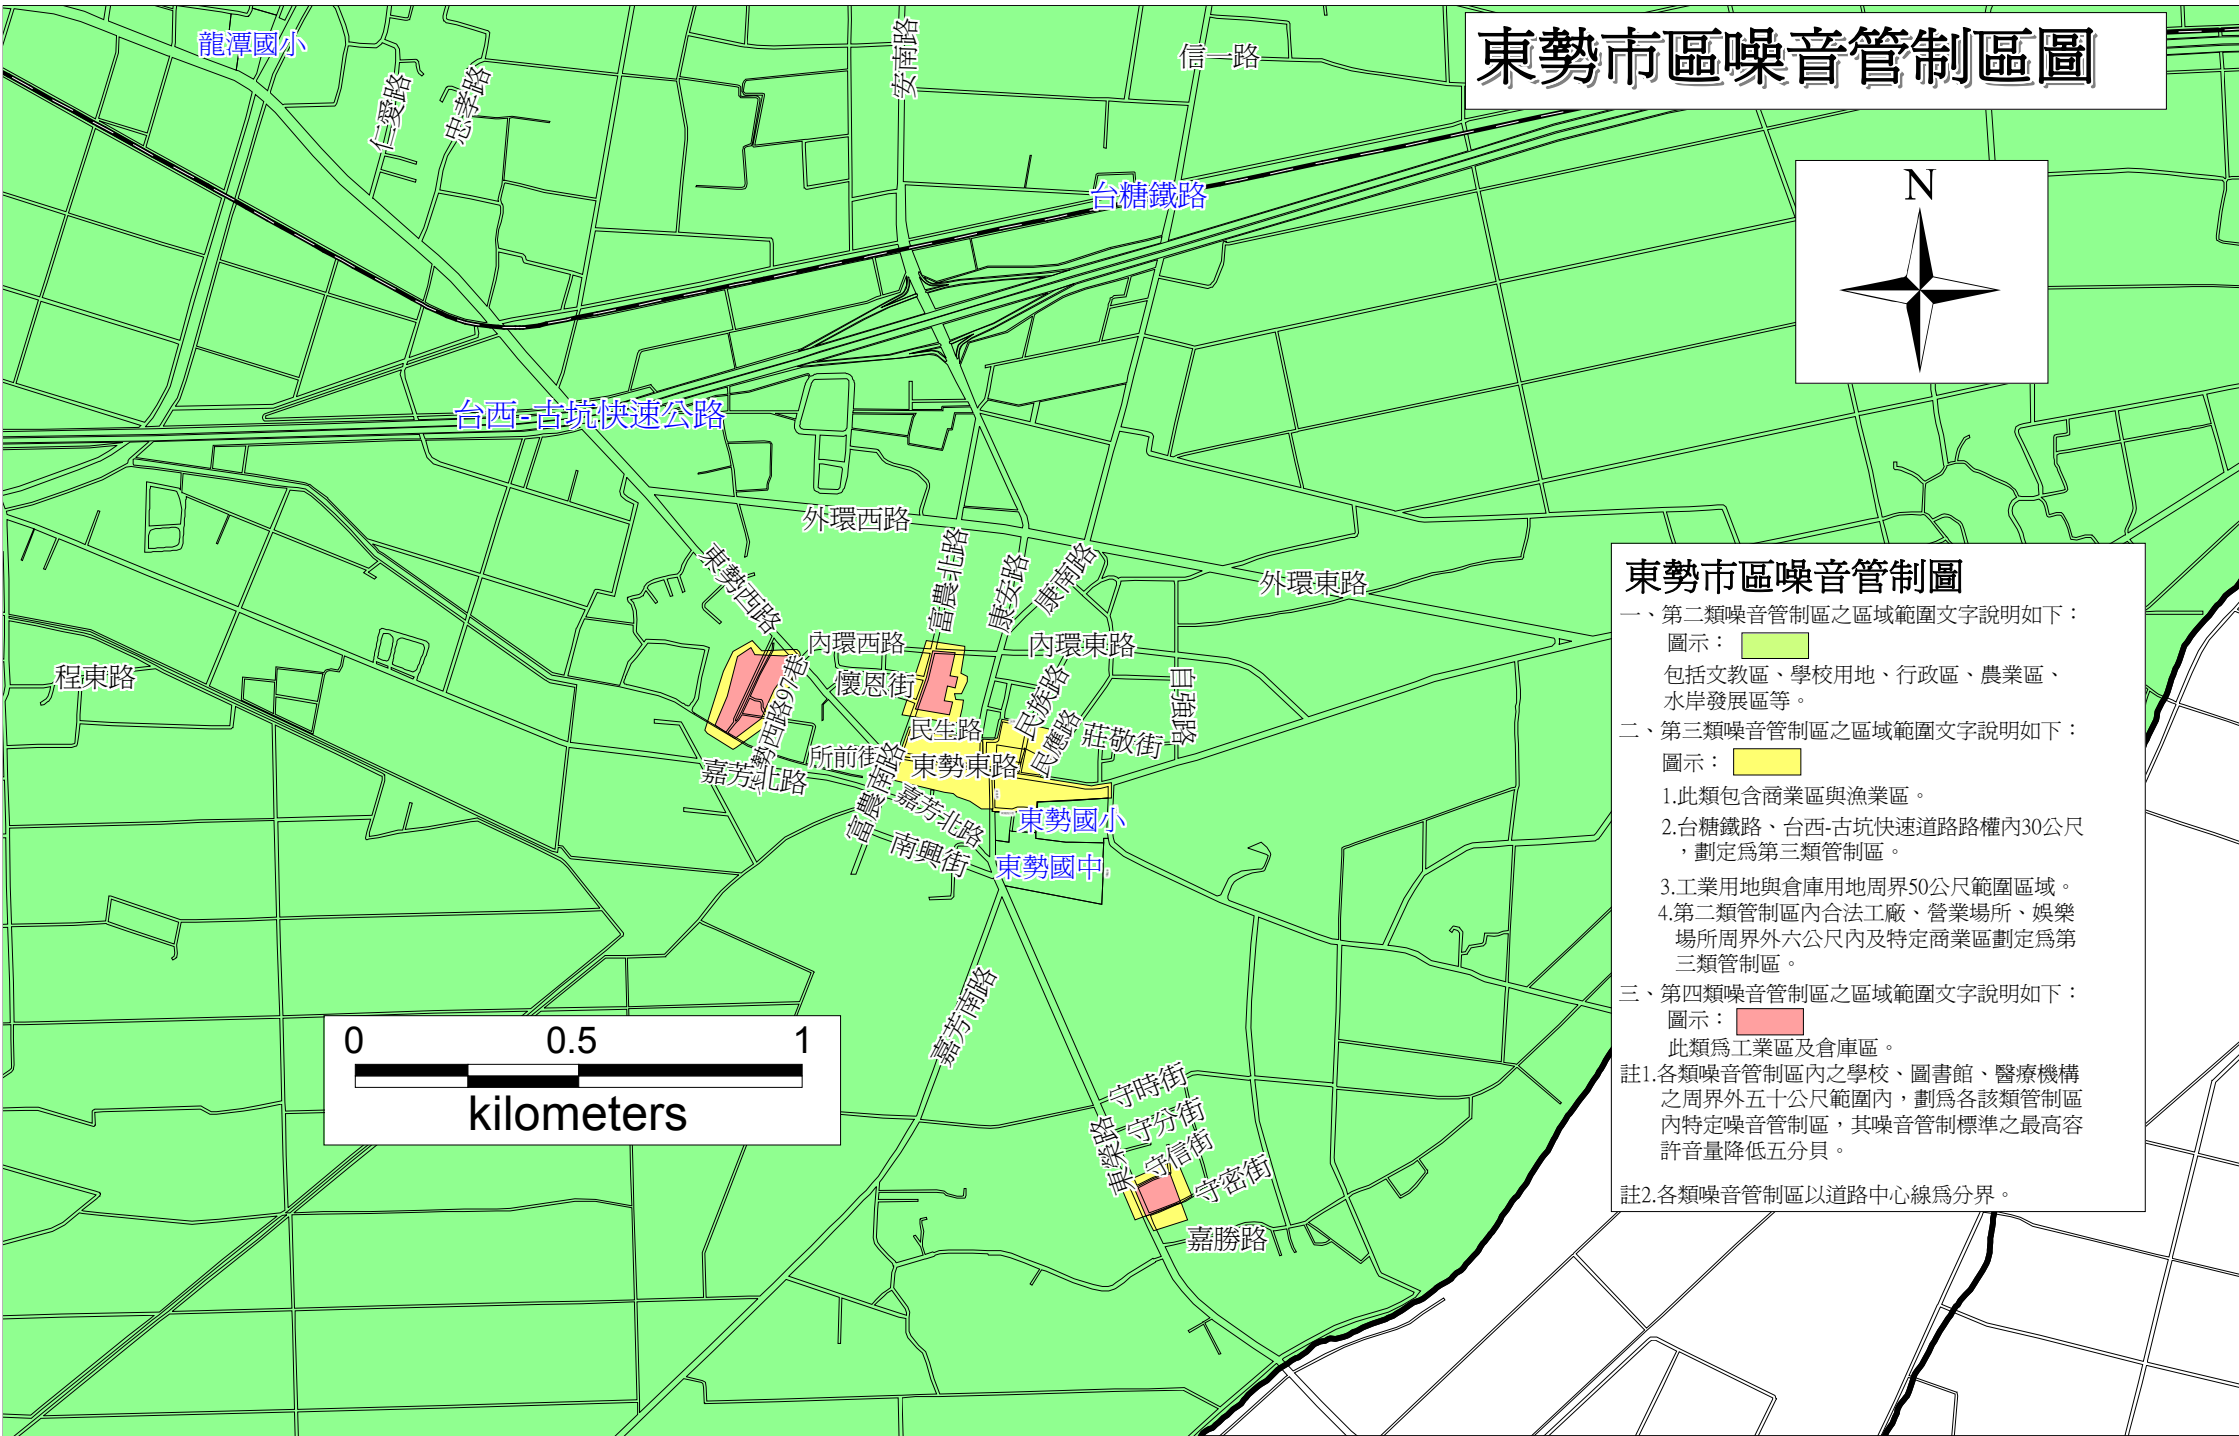 東勢市區噪音管制區圖
龍潭國小
仁愛路
忠孝路
安南路
信一路
N
台糖鐵路
台西-古坑快速公路
外環西路
東勢西路
富農北路
康安路
康南路
外環東路
內環西路
內環東路
程東路
懷恩街
東勢西路97巷
民族路
自強路
民生路
民應路
莊敬街
所前街
東勢東路
嘉芳北路
富農南路
嘉芳北路
東勢國小
南興街
東勢國中
嘉芳南路
0 0.5 1
kilometers
守時街
守分街
東榮路
守信街
守密街
嘉勝路
東勢市區噪音管制圖
一、第二類噪音管制區之區域範圍文字說明如下：
圖示：
包括文教區、學校用地、行政區、農業區、
水岸發展區等。
二、第三類噪音管制區之區域範圍文字說明如下：
圖示：
1.此類包含商業區與漁業區。
2.台糖鐵路、台西-古坑快速道路路權內30公尺
，劃定為第三類管制區。
3.工業用地與倉庫用地周界50公尺範圍區域。
4.第二類管制區內合法工廠、營業場所、娛樂
場所周界外六公尺內及特定商業區劃定為第
三類管制區。
三、第四類噪音管制區之區域範圍文字說明如下：
圖示：
此類為工業區及倉庫區。
註1.各類噪音管制區內之學校、圖書館、醫療機構
之周界外五十公尺範圍內，劃為各該類管制區
內特定噪音管制區，其噪音管制標準之最高容
許音量降低五分貝。
註2.各類噪音管制區以道路中心線為分界。